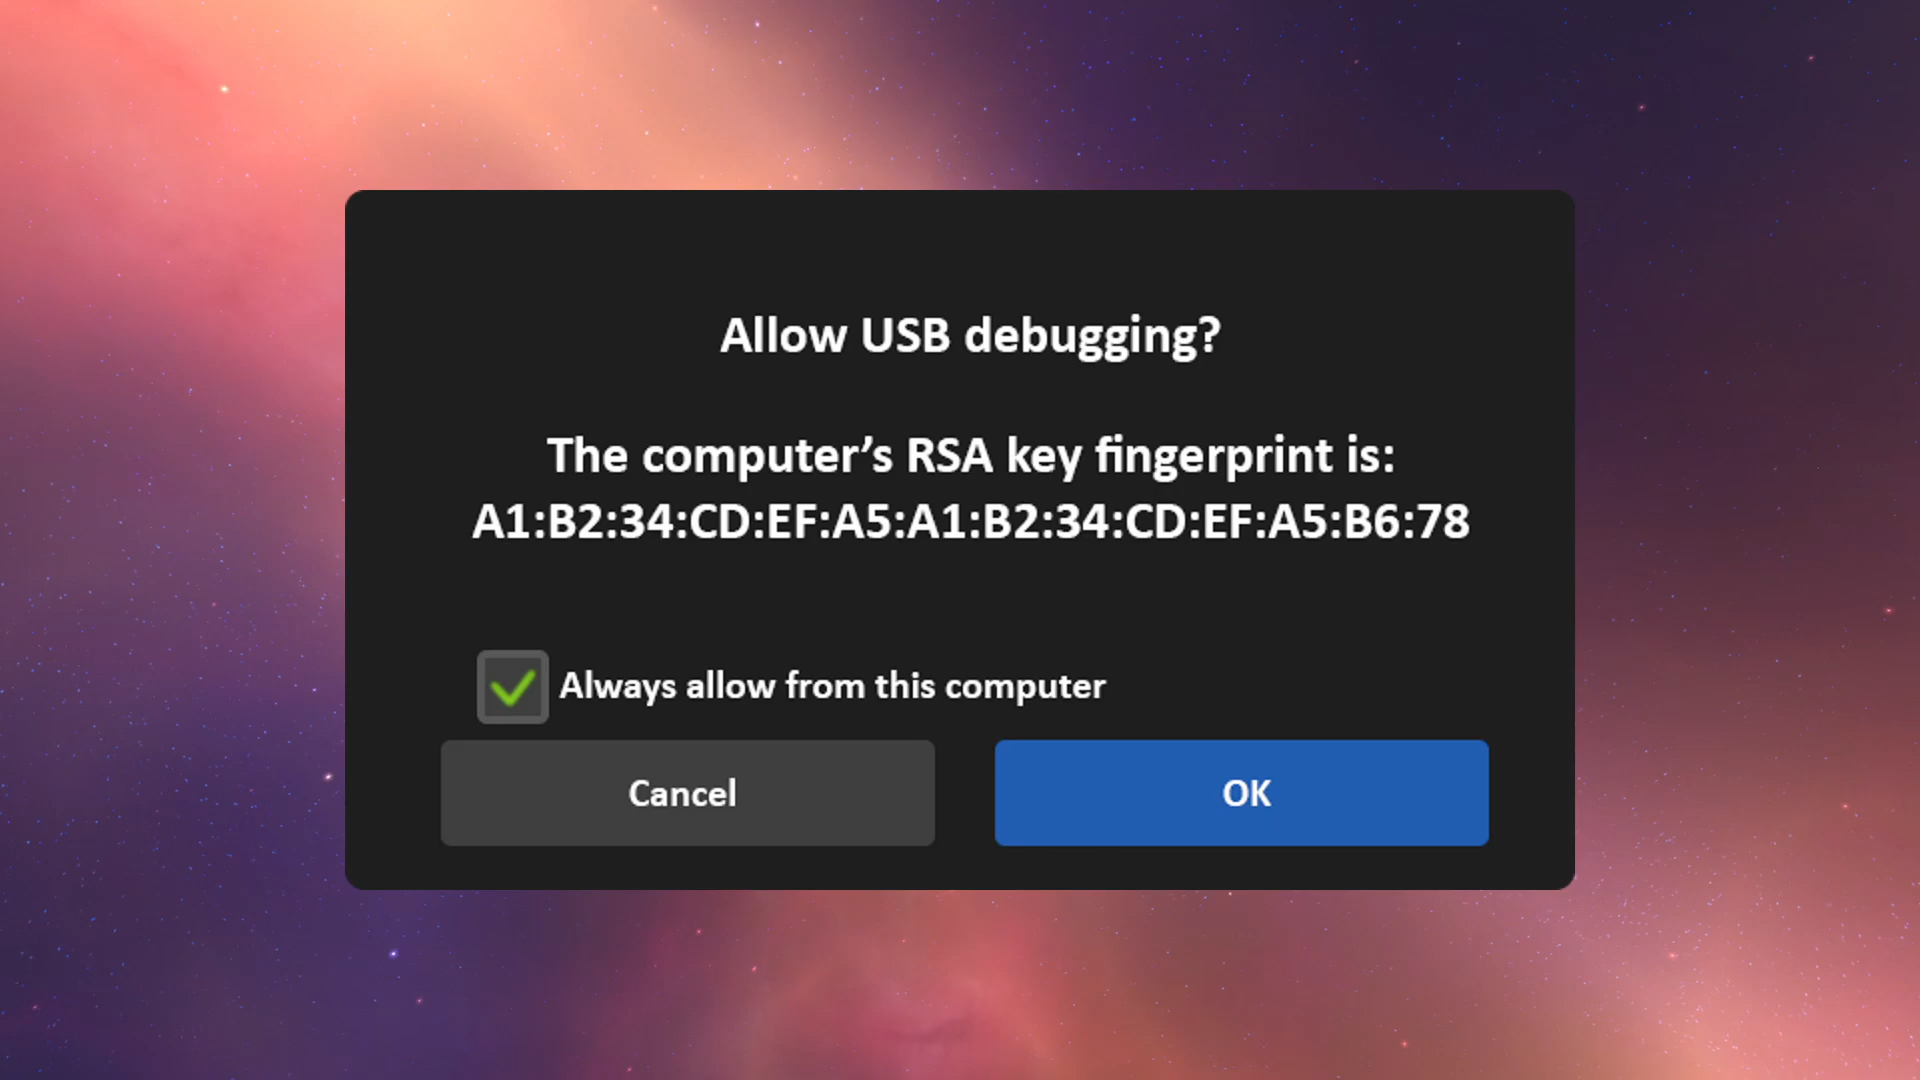 Allow USB debugging?
The computer’s RSA key fingerprint is:
A1:B2:34:CD:EF:A5:A1:B2:34:CD:EF:A5:B6:78
Always allow from this computer
Cancel
OK